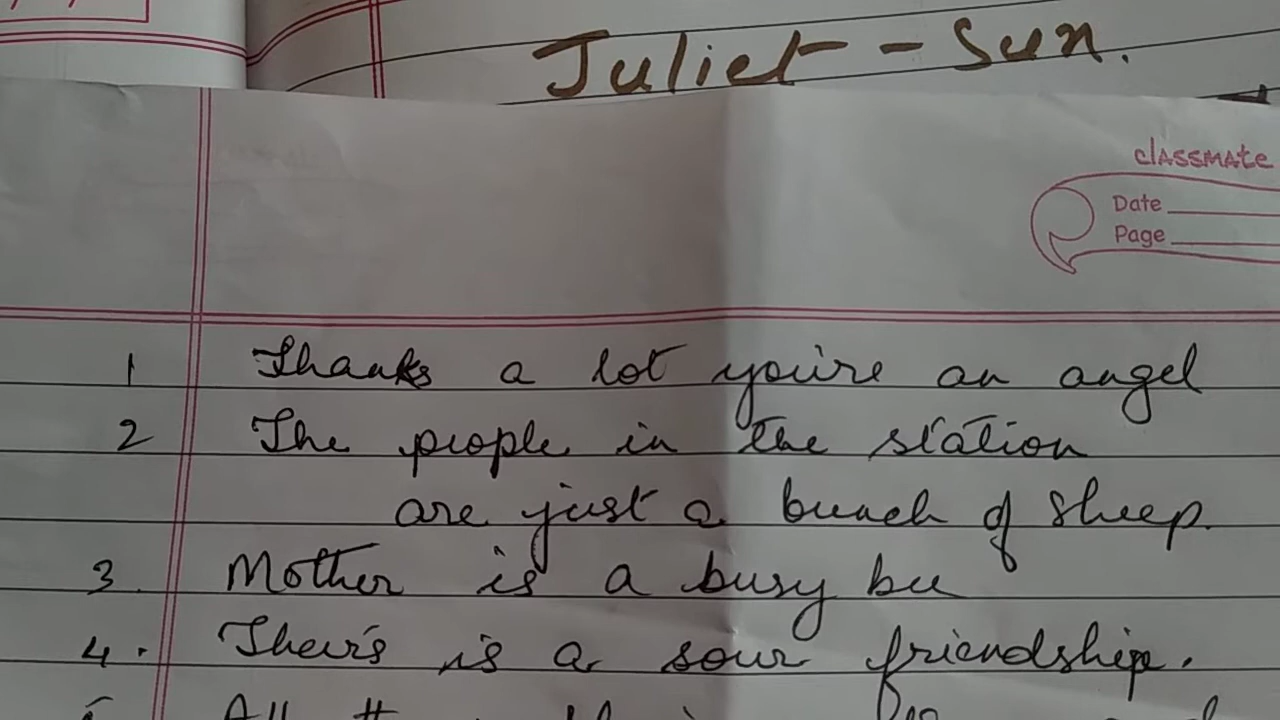 Juliet - Sun.
classmate
Date
Page
1 Thanks a lot you're an angel
2 The people in the station
are just a bunch of sheep.
3. Mother is a busy bee
4. Their's is a sour friendship.
All